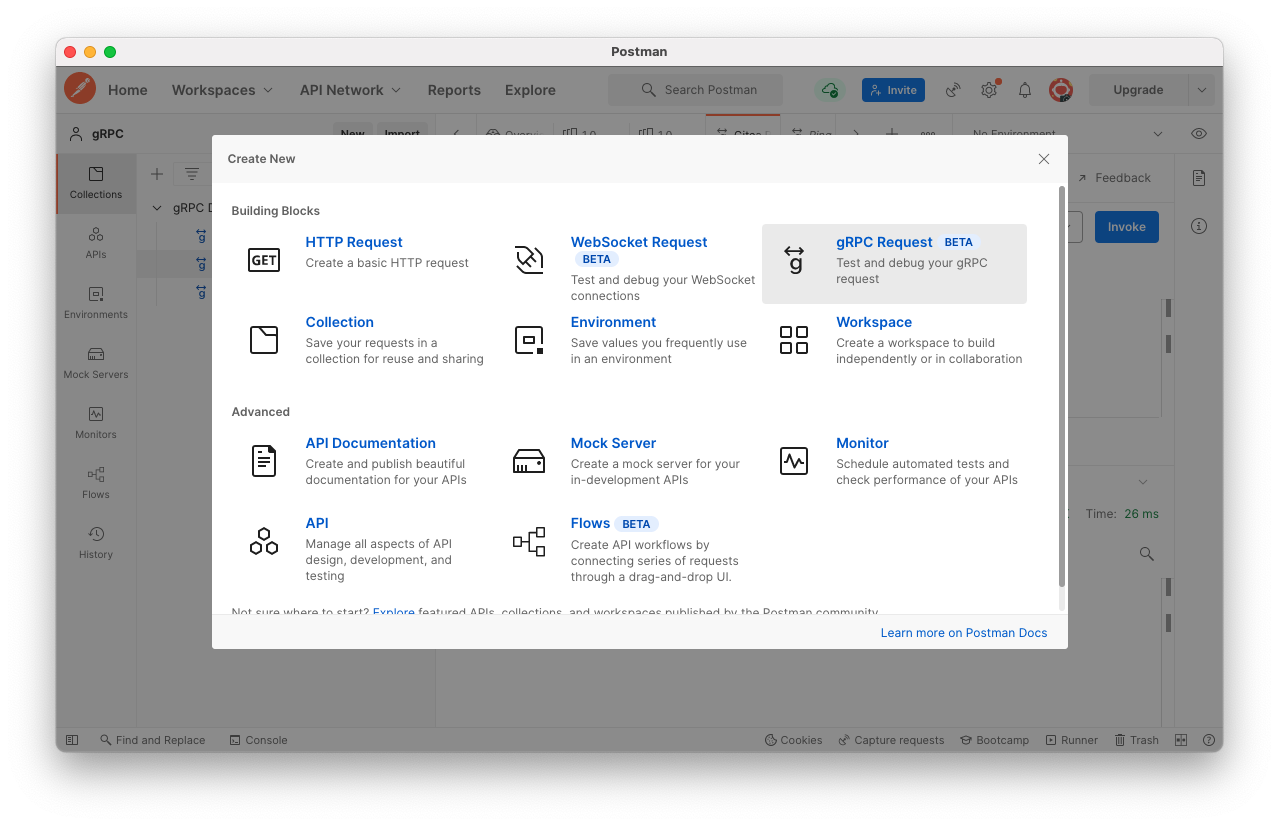 Postman
Home Workspaces API Network Reports Explore Search Postman Invite Upgrade
gRPC New Import No Environment
Create New
Collections
APIs
Environments
Mock Servers
Monitors
Flows
History
Feedback
Invoke
Time: 26 ms
Building Blocks
GET
HTTP Request
Create a basic HTTP request
WebSocket Request
BETA
Test and debug your WebSocket
connections
g
gRPC Request BETA
Test and debug your gRPC
request
Collection
Save your requests in a
collection for reuse and sharing
Environment
Save values you frequently use
in an environment
Workspace
Create a workspace to build
independently or in collaboration
Advanced
API Documentation
Create and publish beautiful
documentation for your APIs
Mock Server
Create a mock server for your
in-development APIs
Monitor
Schedule automated tests and
check performance of your APIs
API
Manage all aspects of API
design, development, and
testing
Flows BETA
Create API workflows by
connecting series of requests
through a drag-and-drop UI.
Not sure where to start? Explore featured APIs, collections, and workspaces published by the Postman community.
Learn more on Postman Docs
Find and Replace Console Cookies Capture requests Bootcamp Runner Trash